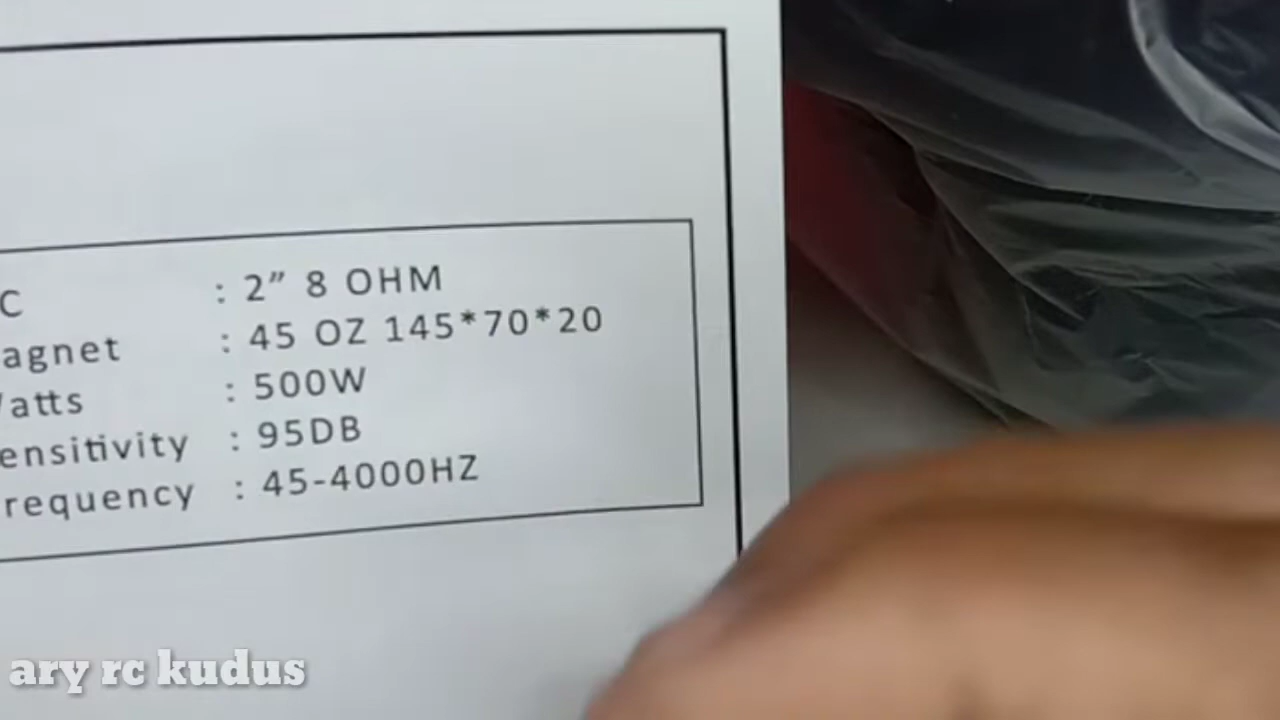 C : 2” 8 OHM
agnet : 45 OZ 145*70*20
atts : 500W
ensitivity : 95DB
requency : 45-4000HZ
ary rc kudus